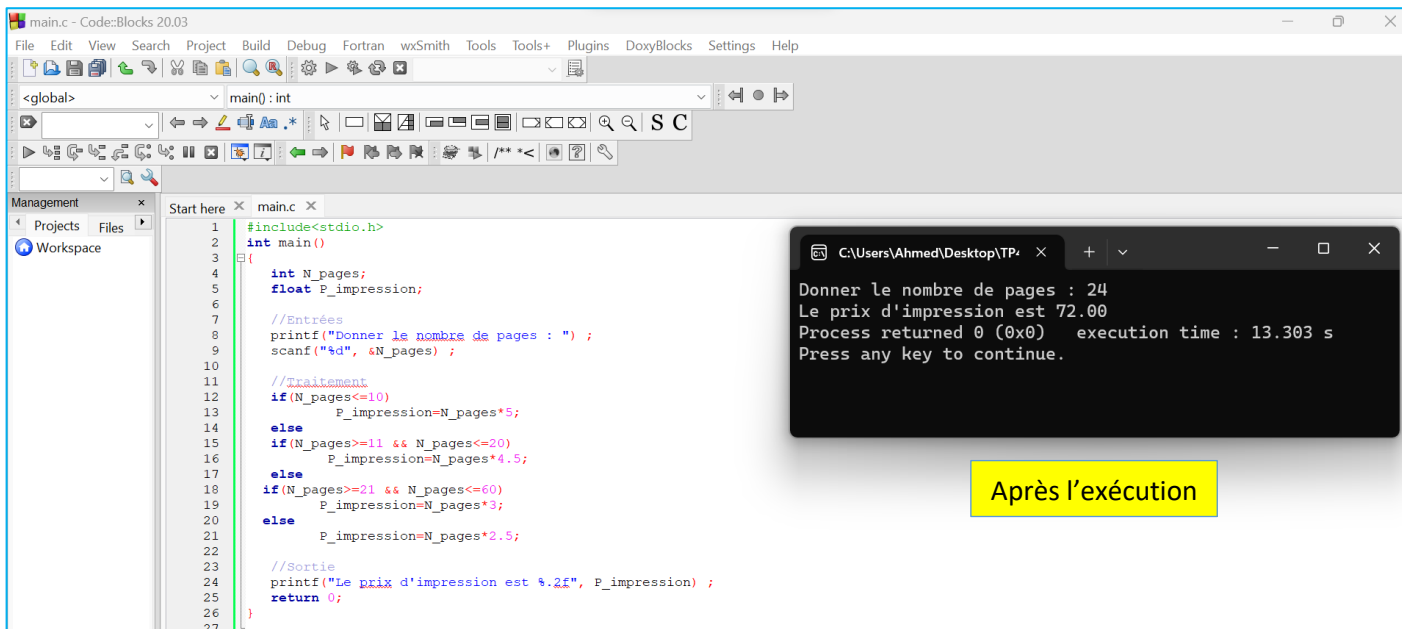 main.c - Code::Blocks 20.03
File Edit View Search Project Build Debug Fortran wxSmith Tools Tools+ Plugins DoxyBlocks Settings Help
<global> main() : int
S C
/** *<
Management
Projects Files
Workspace
Start here main.c
1 #include<stdio.h>
2 int main()
3 {
4 int N_pages;
5 float P_impression;
6
7 //Entrées
8 printf("Donner le nombre de pages : ") ;
9 scanf("%d", &N_pages) ;
10
11 //Traitement
12 if(N_pages<=10)
13 P_impression=N_pages*5;
14 else
15 if(N_pages>=11 && N_pages<=20)
16 P_impression=N_pages*4.5;
17 else
18 if(N_pages>=21 && N_pages<=60)
19 P_impression=N_pages*3;
20 else
21 P_impression=N_pages*2.5;
22
23 //Sortie
24 printf("Le prix d'impression est %.2f", P_impression) ;
25 return 0;
26 }
27
C:\Users\Ahmed\Desktop\TP4
Donner le nombre de pages : 24
Le prix d'impression est 72.00
Process returned 0 (0x0) execution time : 13.303 s
Press any key to continue.
Après l'exécution